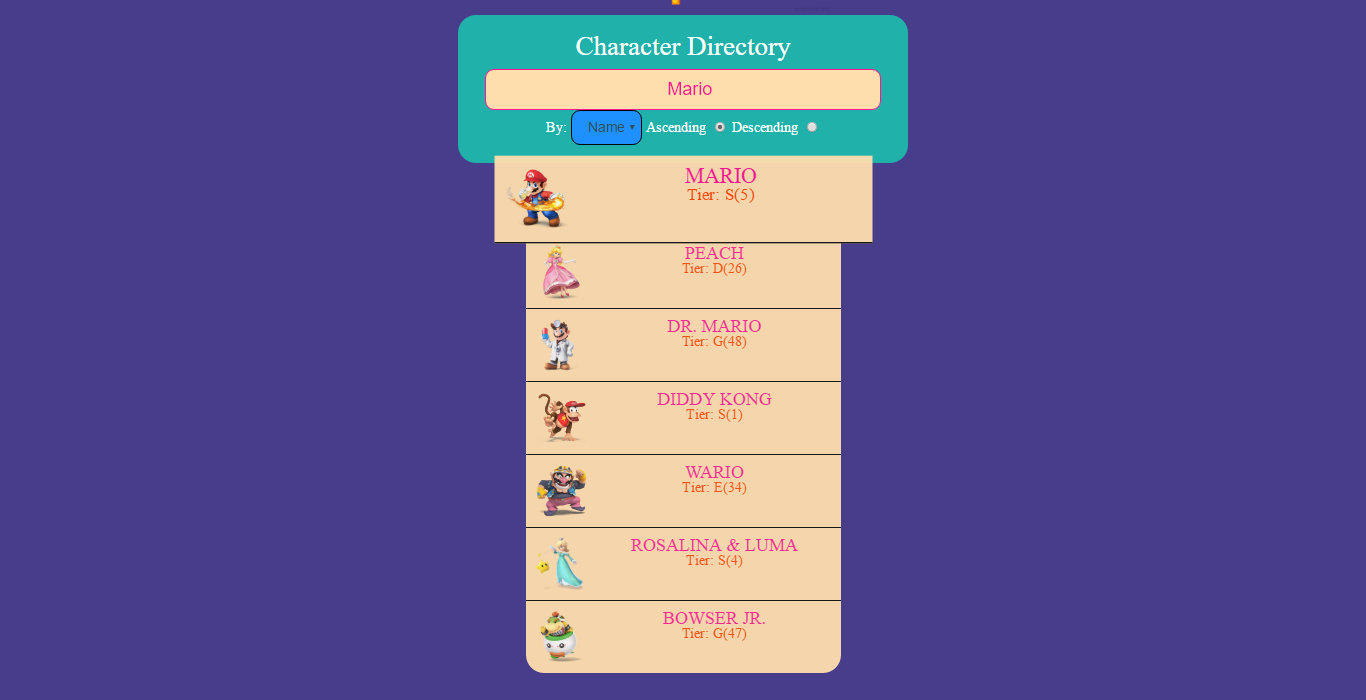 Character Directory
Mario
By: Name Ascending Descending
MARIO
Tier: S(5)
PEACH
Tier: D(26)
DR. MARIO
Tier: G(48)
DIDDY KONG
Tier: S(1)
WARIO
Tier: E(34)
ROSALINA & LUMA
Tier: S(4)
BOWSER JR.
Tier: G(47)